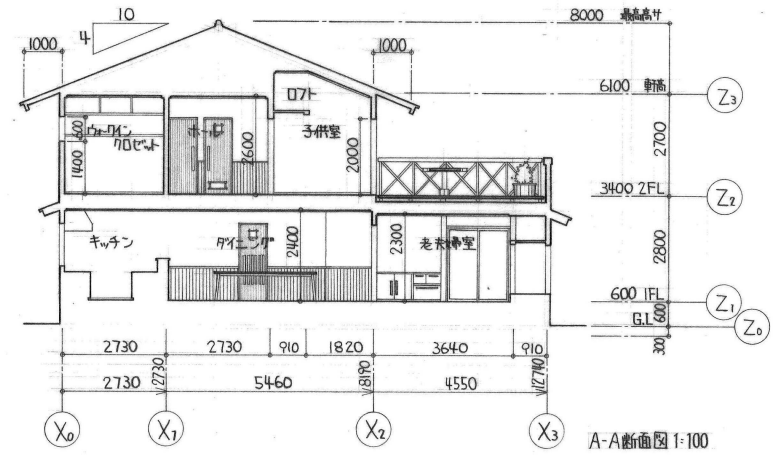 10
4
8000 最高高サ
1000
1000
6100 軒高
Z3
ロフト
ウォークイン
クロゼット
ホール
子供室
600
1400
2600
2000
2700
3400 2FL
Z2
キッチン
ダイニング
老夫婦室
2400
2300
2800
600 1FL
Z1
G.L
600
Z0
300
2730
2730
910
1820
3640
910
2730
2730
5460
8190
4550
12740
X0
X1
X2
X3
A-A断面図 1:100